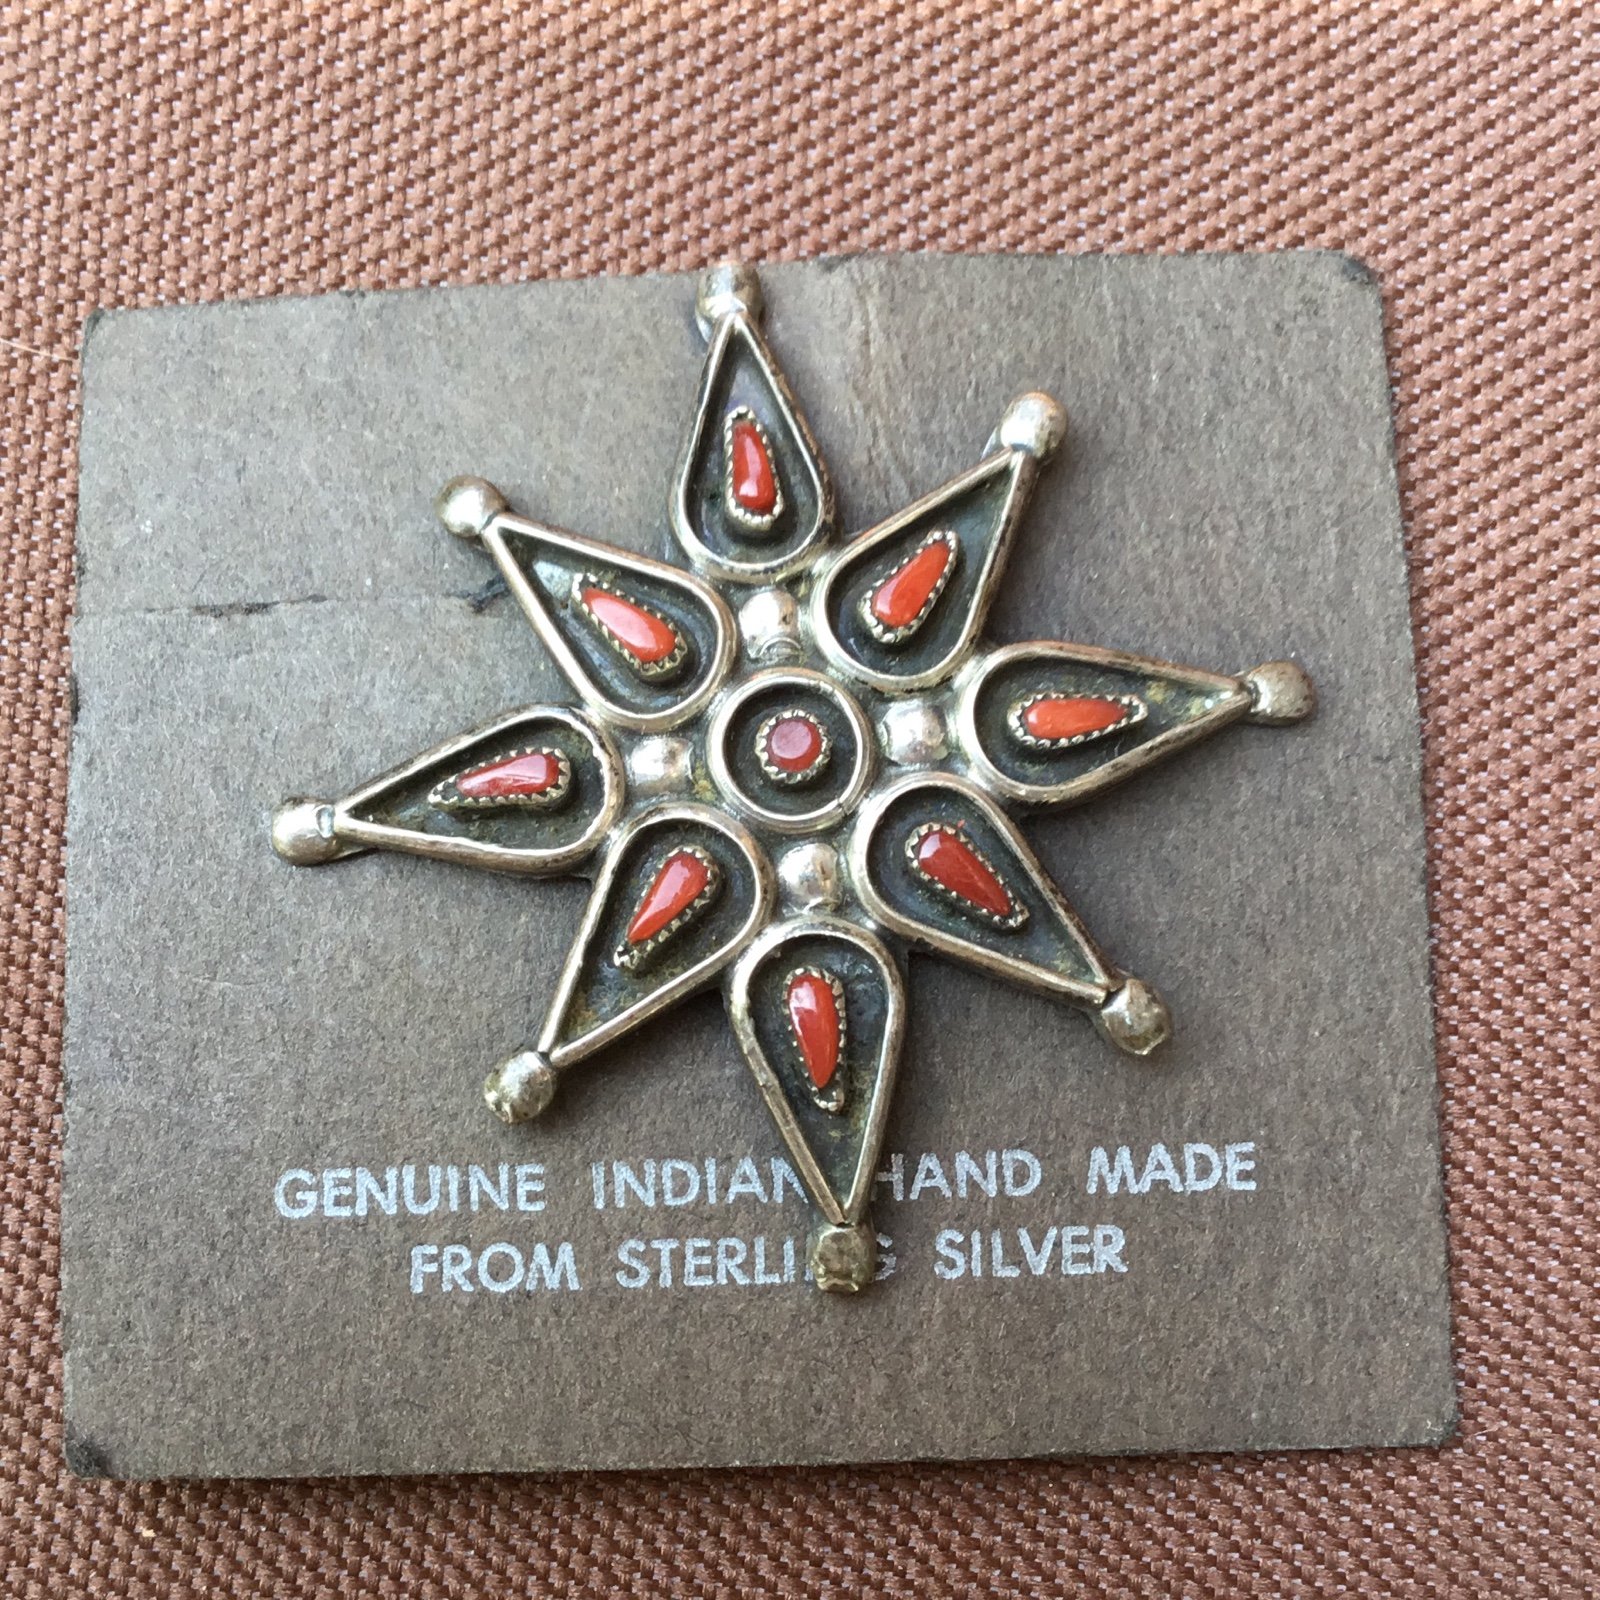 GENUINE INDIAN HAND MADE
FROM STERLING SILVER